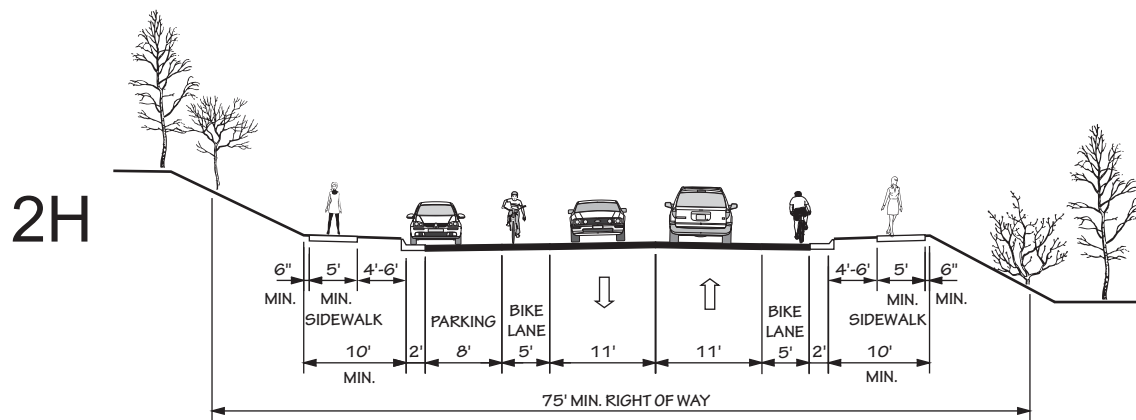 2H
6" 5' 4'-6' 4'-6' 5' 6"
MIN. MIN. MIN. MIN.
SIDEWALK SIDEWALK
PARKING
BIKE
LANE
BIKE
LANE
10' 2' 8' 5' 11' 11' 5' 2' 10'
MIN. MIN.
75' MIN. RIGHT OF WAY